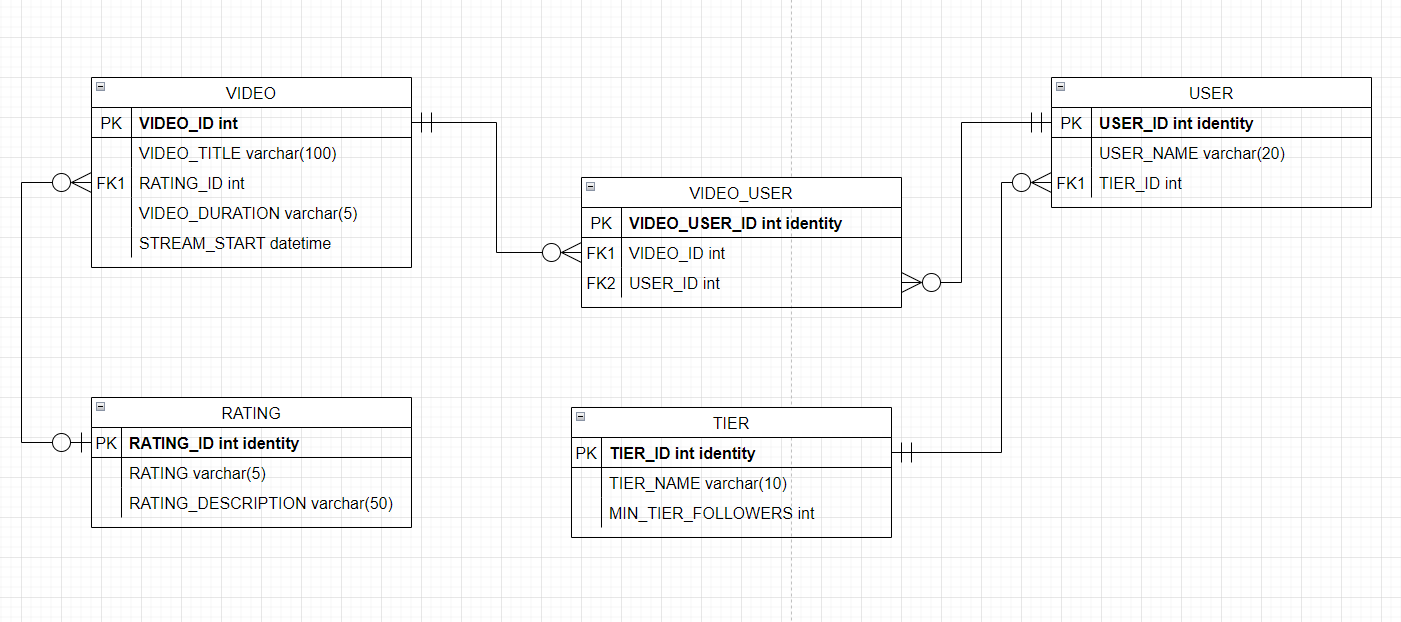 VIDEO
PK VIDEO_ID int
VIDEO_TITLE varchar(100)
FK1 RATING_ID int
VIDEO_DURATION varchar(5)
STREAM_START datetime
VIDEO_USER
PK VIDEO_USER_ID int identity
FK1 VIDEO_ID int
FK2 USER_ID int
USER
PK USER_ID int identity
USER_NAME varchar(20)
FK1 TIER_ID int
RATING
PK RATING_ID int identity
RATING varchar(5)
RATING_DESCRIPTION varchar(50)
TIER
PK TIER_ID int identity
TIER_NAME varchar(10)
MIN_TIER_FOLLOWERS int